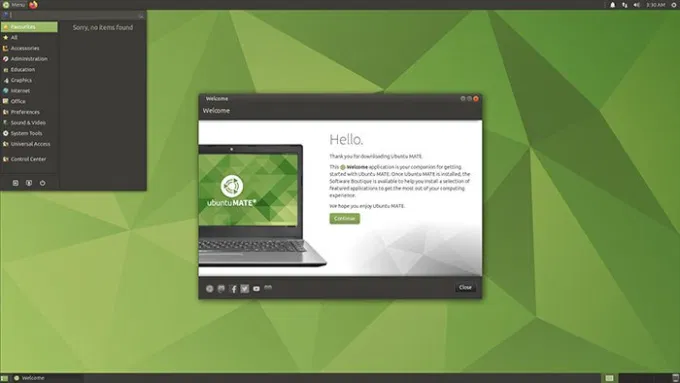 Menu
3:30 AM
Favourites
Sorry, no items found
All
Accessories
Administration
Education
Graphics
Internet
Office
Preferences
Sound & Video
System Tools
Universal Access
Control Center
Welcome
Welcome
Hello.
Thank you for downloading Ubuntu MATE.
This Welcome application is your companion for getting
started with Ubuntu MATE. Once Ubuntu MATE is installed, the
Software Boutique is available to help you install a selection of
featured applications to get the most out of your computing
experience.
We hope you enjoy Ubuntu MATE.
Continue
ubuntu MATE
Close
Welcome